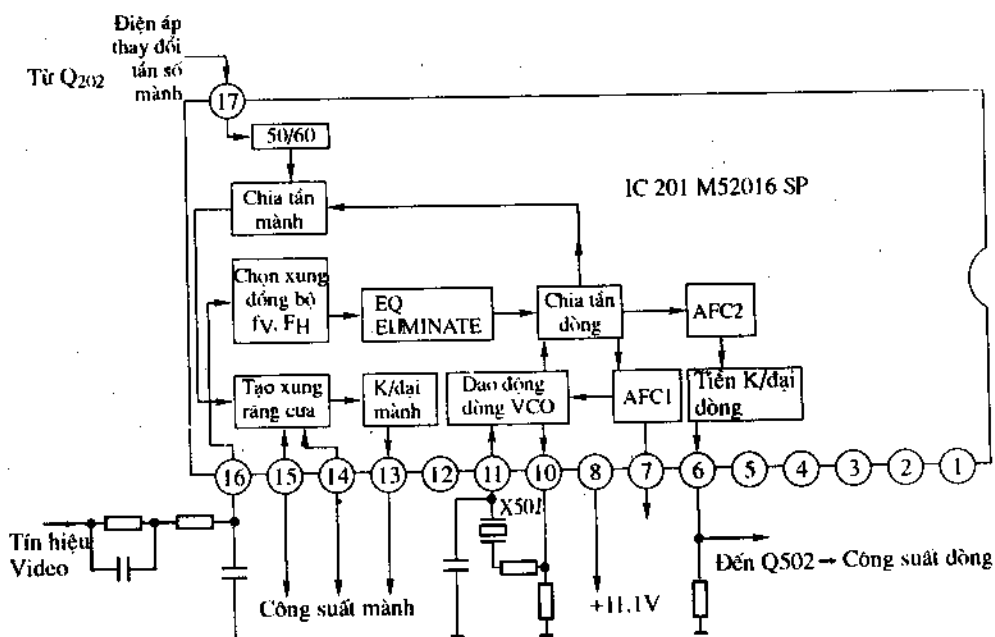 Điện áp
thay đổi
tần số
mành
Từ Q202
17
50/60
IC 201 M52016 SP
Chia tần
mành
Chọn xung
đồng bộ
fV, FH
EQ
ELIMINATE
Chia tần
dòng
AFC2
Tạo xung
răng cưa
K/đại
mành
Dao động
dòng VCO
AFC1
Tiền K/đại
dòng
16
15
14
13
12
11
10
8
7
6
5
4
3
2
1
X501
Tín hiệu
Video
Công suất mành
+11.1V
Đến Q502 → Công suất dòng